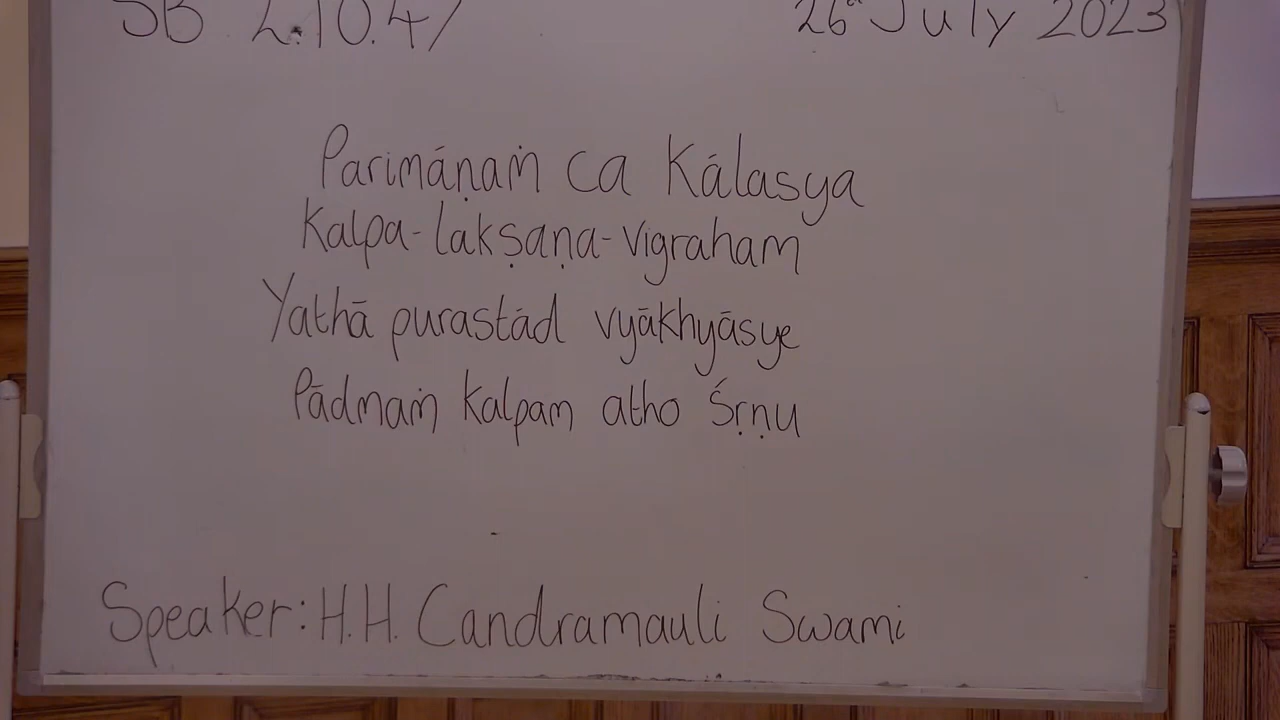 SB 2.10.47
26th July 2023
Parimāṇaṁ ca Kālasya
Kalpa-lakṣaṇa-vigraham
Yathā purastād vyākhyāsye
Pādmaṁ Kalpam atho Śṛṇu
Speaker: H.H. Candramauli Swami